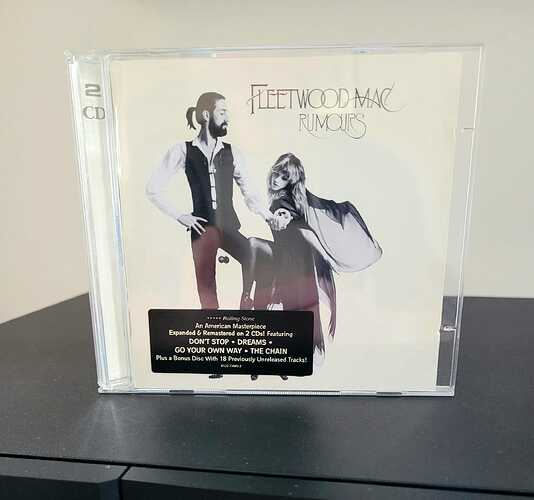 2
CD
FLEETWOOD MAC
RUMOURS
★★★★★ Rolling Stone
An American Masterpiece
Expanded & Remastered on 2 CDs! Featuring
DON'T STOP • DREAMS •
GO YOUR OWN WAY • THE CHAIN
Plus a Bonus Disc With 18 Previously Unreleased Tracks!